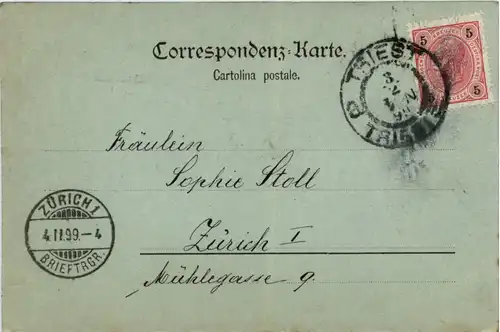 Correspondenz-Karte.
Cartolina postale.
5 5
TRIEST
TRIESTE
Fräulein
Sophie Stoll
Zürich I
Mühlegasse 9.
ZÜRICH 1
4.II.99.-4
BRIEFTRGR.